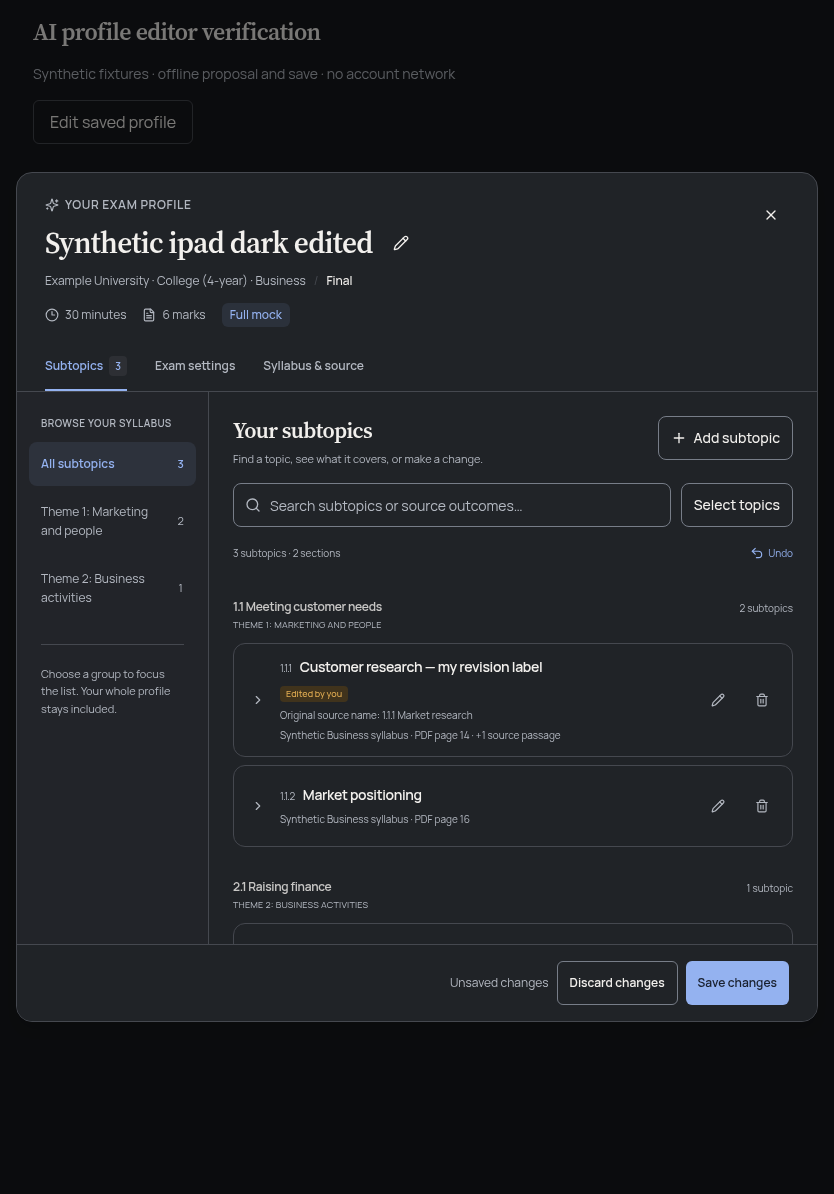 AI profile editor verification
Synthetic fixtures · offline proposal and save · no account network
Edit saved profile
YOUR EXAM PROFILE
Synthetic ipad dark edited
Example University · College (4-year) · Business / Final
30 minutes 6 marks Full mock
Subtopics 3 Exam settings Syllabus & source
BROWSE YOUR SYLLABUS
All subtopics 3
Theme 1: Marketing
and people 2
Theme 2: Business
activities 1
Choose a group to focus
the list. Your whole profile
stays included.
Your subtopics
Find a topic, see what it covers, or make a change.
Add subtopic
Search subtopics or source outcomes...
Select topics
3 subtopics · 2 sections
Undo
1.1 Meeting customer needs
2 subtopics
THEME 1: MARKETING AND PEOPLE
1.1.1 Customer research — my revision label
Edited by you
Original source name: 1.1.1 Market research
Synthetic Business syllabus · PDF page 14 · +1 source passage
1.1.2 Market positioning
Synthetic Business syllabus · PDF page 16
2.1 Raising finance
1 subtopic
THEME 2: BUSINESS ACTIVITIES
Unsaved changes
Discard changes
Save changes